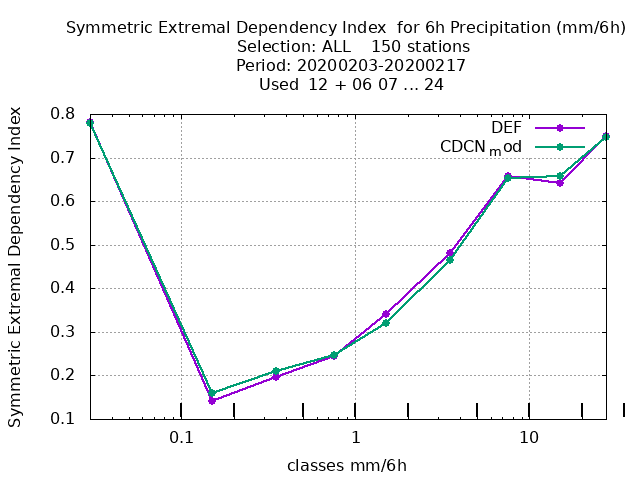 Symmetric Extremal Dependency Index  for 6h Precipitation (mm/6h)
Selection: ALL    150 stations
Period: 20200203-20200217
Used  12 + 06 07 ... 24
Symmetric Extremal Dependency Index
0.8
0.7
0.6
0.5
0.4
0.3
0.2
0.1
DEF
CDCNmod
0.1 1 10
classes mm/6h